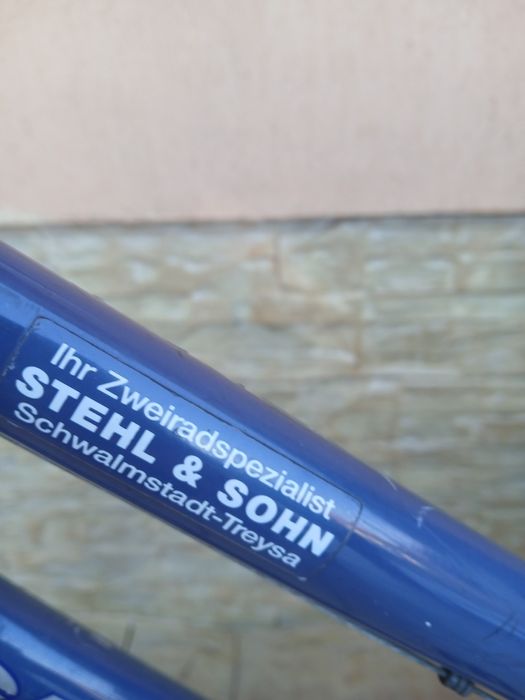 Ihr Zweiradspezialist
STEHL & SOHN
Schwalmstadt-Treysa